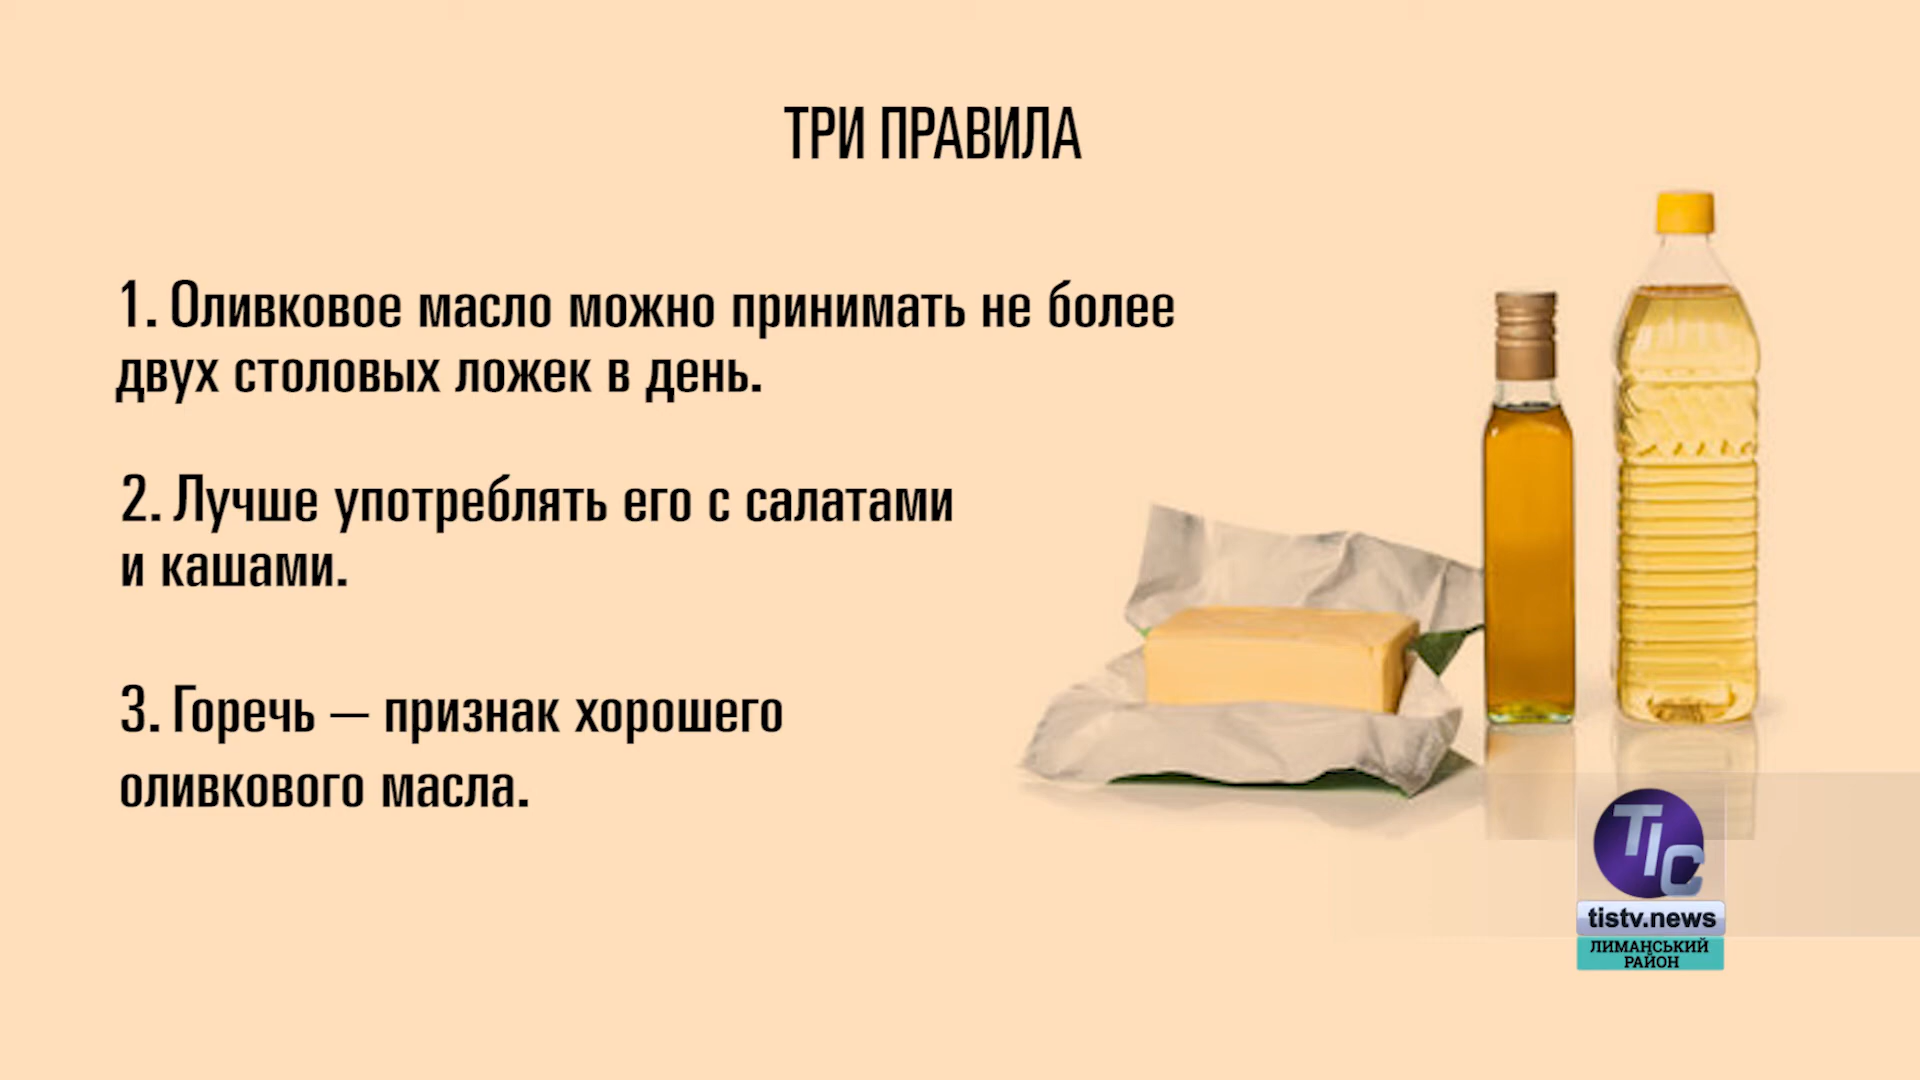 ТРИ ПРАВИЛА
1. Оливковое масло можно принимать не более
двух столовых ложек в день.
2. Лучше употреблять его с салатами
и кашами.
3. Горечь — признак хорошего
оливкового масла.
ТІС
tistv.news
ЛИМАНСЬКИЙ
РАЙОН